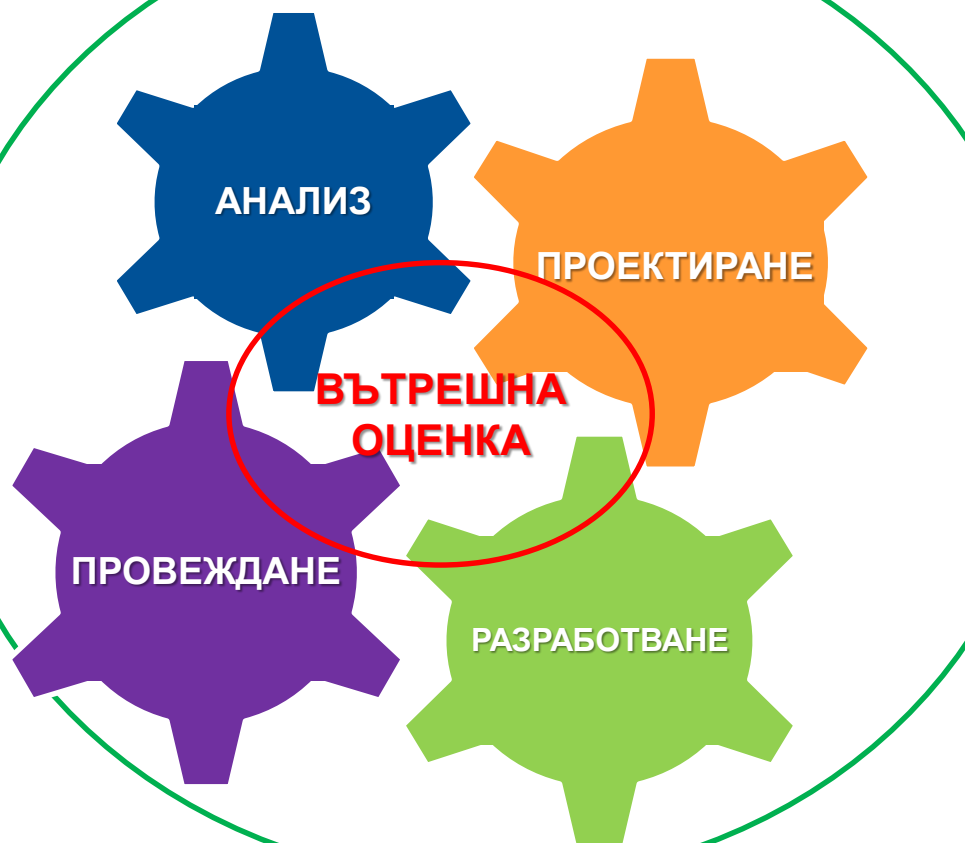 АНАЛИЗ
ПРОЕКТИРАНЕ
ВЪТРЕШНА
ОЦЕНКА
ПРОВЕЖДАНЕ
РАЗРАБОТВАНЕ